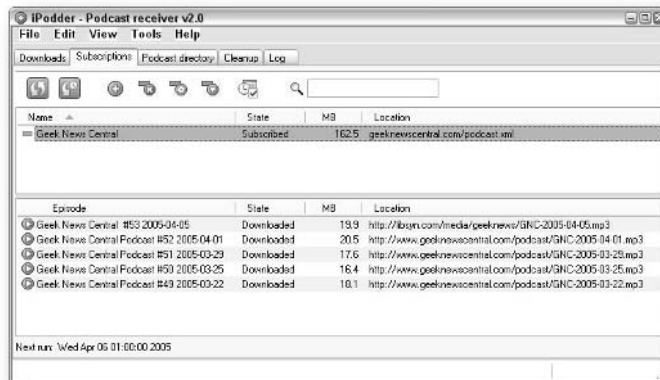 iPodder - Podcast receiver v2.0
File Edit View Tools Help
Downloads Subscriptions Podcast directory Cleanup Log
Name State MB Location
Geek News Central Subscribed 162.5 geeknewscentral.com/podcast.xml
Episode State MB Location
Geek News Central #53 2005-04-05 Downloaded 19.9 http://libsyn.com/media/geeknews/GNC-2005-04-05.mp3
Geek News Central Podcast #52 2005-04-01 Downloaded 20.5 http://www.geeknewscentral.com/podcast/GNC-2005-04-01.mp3
Geek News Central Podcast #51 2005-03-29 Downloaded 17.6 http://www.geeknewscentral.com/podcast/GNC-2005-03-29.mp3
Geek News Central Podcast #50 2005-03-25 Downloaded 16.4 http://www.geeknewscentral.com/podcast/GNC-2005-03-25.mp3
Geek News Central Podcast #49 2005-03-22 Downloaded 18.1 http://www.geeknewscentral.com/podcast/GNC-2005-03-22.mp3
Next run: Wed Apr 06 01:00:00 2005